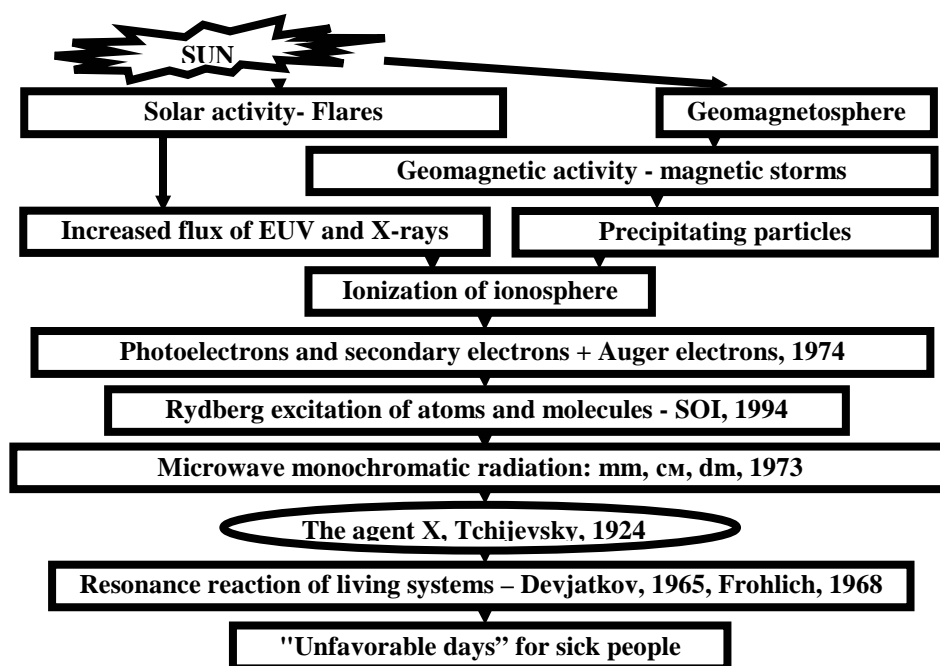 SUN
Solar activity- Flares
Geomagnetosphere
Geomagnetic activity - magnetic storms
Increased flux of EUV and X-rays
Precipitating particles
Ionization of ionosphere
Photoelectrons and secondary electrons + Auger electrons, 1974
Rydberg excitation of atoms and molecules - SOI, 1994
Microwave monochromatic radiation: mm, см, dm, 1973
The agent X, Tchijevsky, 1924
Resonance reaction of living systems – Devjatkov, 1965, Frohlich, 1968
"Unfavorable days” for sick people